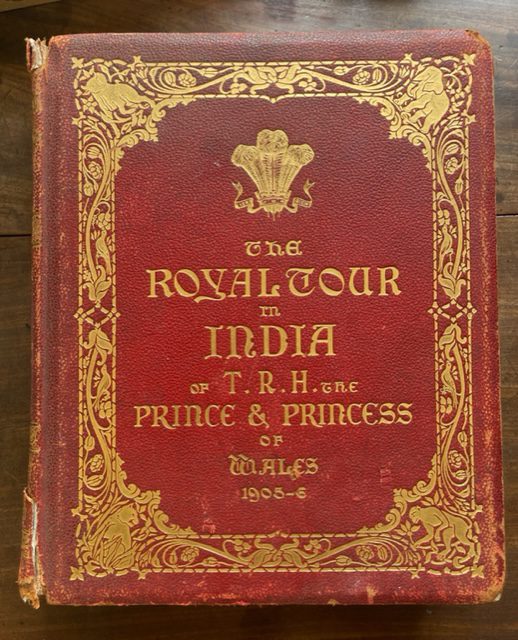 THE
ROYAL TOUR
in
INDIA
OF T. R. H. THE
PRINCE & PRINCESS
OF
WALES
1905-6